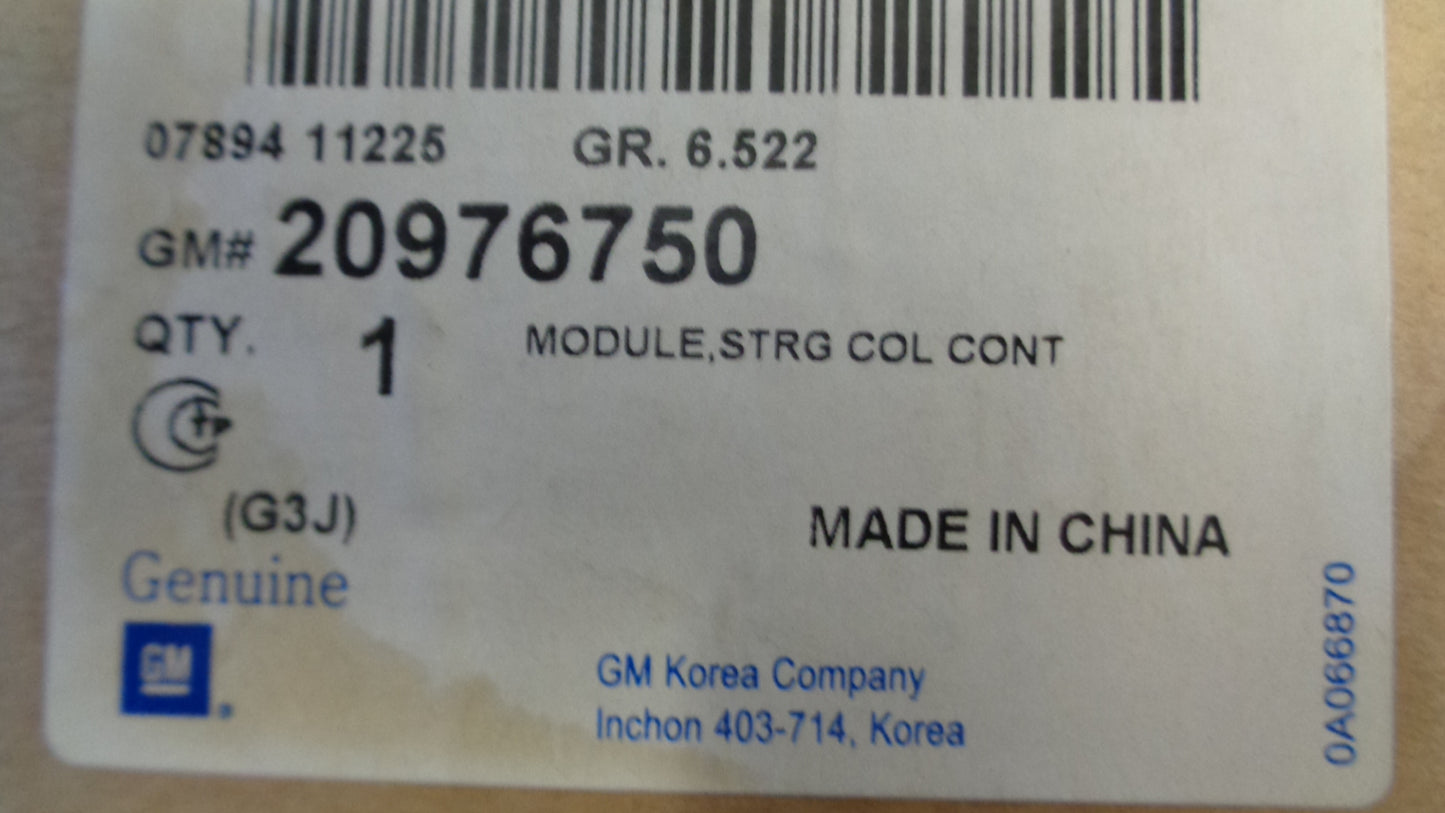 07894 11225 GR. 6.522
GM# 20976750
QTY. 1 MODULE,STRG COL CONT
(G3J)
MADE IN CHINA
Genuine
GM
GM Korea Company
Inchon 403-714, Korea
0A066870